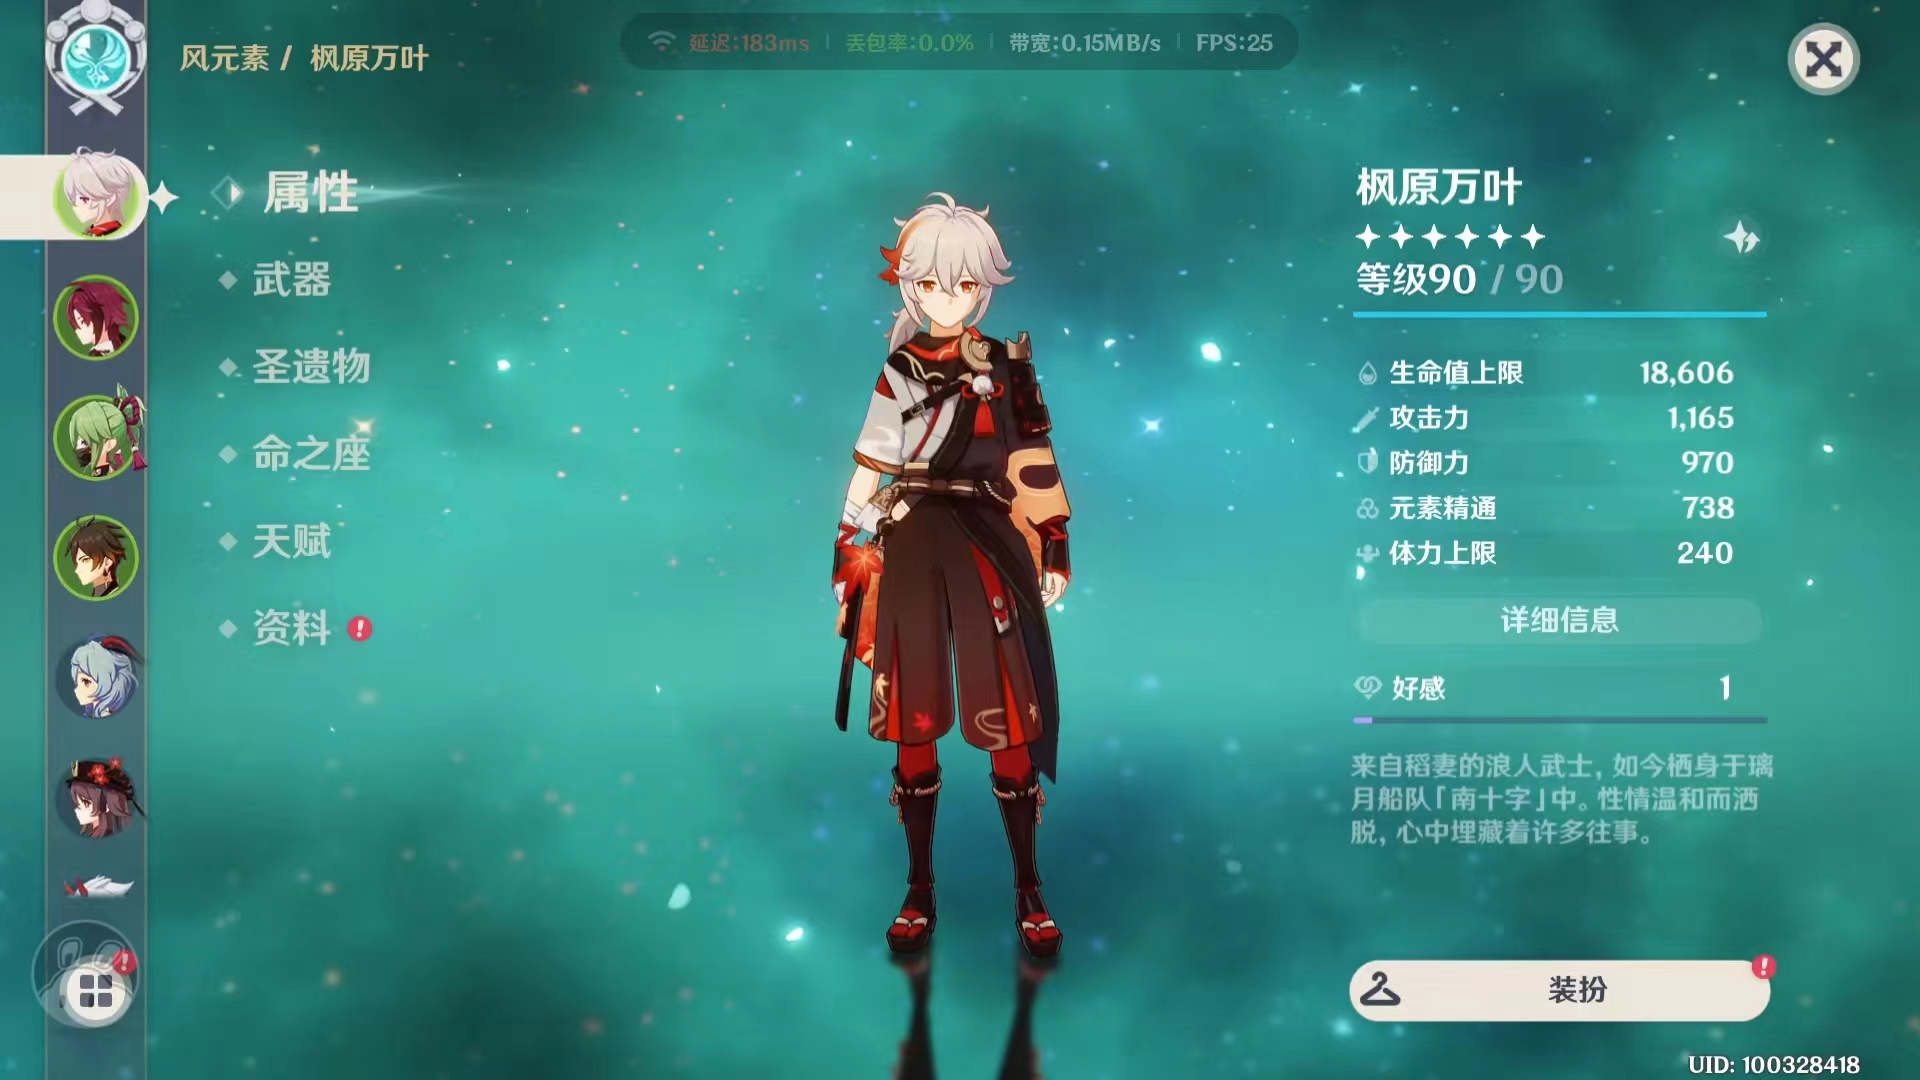 风元素 / 枫原万叶
延迟:183ms 丢包率:0.0% 带宽:0.15MB/s FPS:25
属性
武器
圣遗物
命之座
天赋
资料
枫原万叶
等级90 / 90
生命值上限 18,606
攻击力 1,165
防御力 970
元素精通 738
体力上限 240
详细信息
好感 1
来自稻妻的浪人武士，如今栖身于璃
月船队「南十字」中。性情温和而洒
脱，心中埋藏着许多往事。
装扮
UID: 100328418